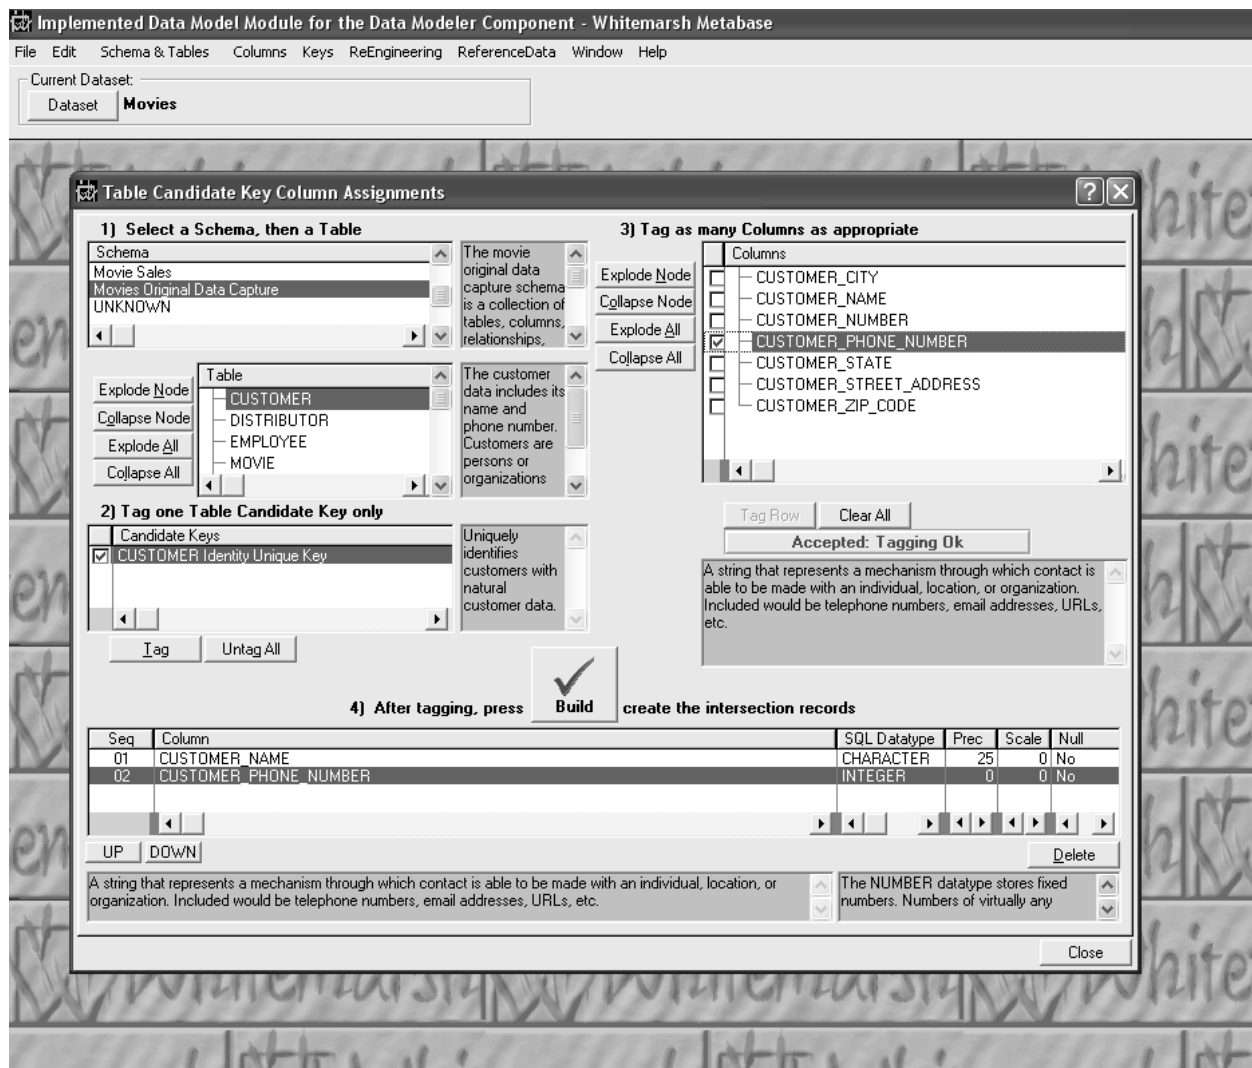 Implemented Data Model Module for the Data Modeler Component - Whitemarsh Metabase
File Edit Schema & Tables Columns Keys ReEngineering ReferenceData Window Help
Current Dataset:
Dataset Movies
Table Candidate Key Column Assignments
1) Select a Schema, then a Table
Schema
Movie Sales
Movies Original Data Capture
UNKNOWN
The movie
original data
capture schema
is a collection of
tables, columns,
relationships,
Explode Node
Collapse Node
Explode All
Collapse All
Table
CUSTOMER
DISTRIBUTOR
EMPLOYEE
MOVIE
The customer
data includes its
name and
phone number.
Customers are
persons or
organizations
2) Tag one Table Candidate Key only
Candidate Keys
CUSTOMER Identity Unique Key
Uniquely
identifies
customers with
natural
customer data.
Tag Untag All
3) Tag as many Columns as appropriate
Explode Node
Collapse Node
Explode All
Collapse All
Columns
CUSTOMER_CITY
CUSTOMER_NAME
CUSTOMER_NUMBER
CUSTOMER_PHONE_NUMBER
CUSTOMER_STATE
CUSTOMER_STREET_ADDRESS
CUSTOMER_ZIP_CODE
Tag Row Clear All
Accepted: Tagging Ok
A string that represents a mechanism through which contact is
able to be made with an individual, location, or organization.
Included would be telephone numbers, email addresses, URLs,
etc.
4) After tagging, press Build create the intersection records
Seq Column SQL Datatype Prec Scale Null
01 CUSTOMER_NAME CHARACTER 25 0 No
02 CUSTOMER_PHONE_NUMBER INTEGER 0 0 No
UP DOWN Delete
A string that represents a mechanism through which contact is able to be made with an individual, location, or
organization. Included would be telephone numbers, email addresses, URLs, etc.
The NUMBER datatype stores fixed
numbers. Numbers of virtually any
Close